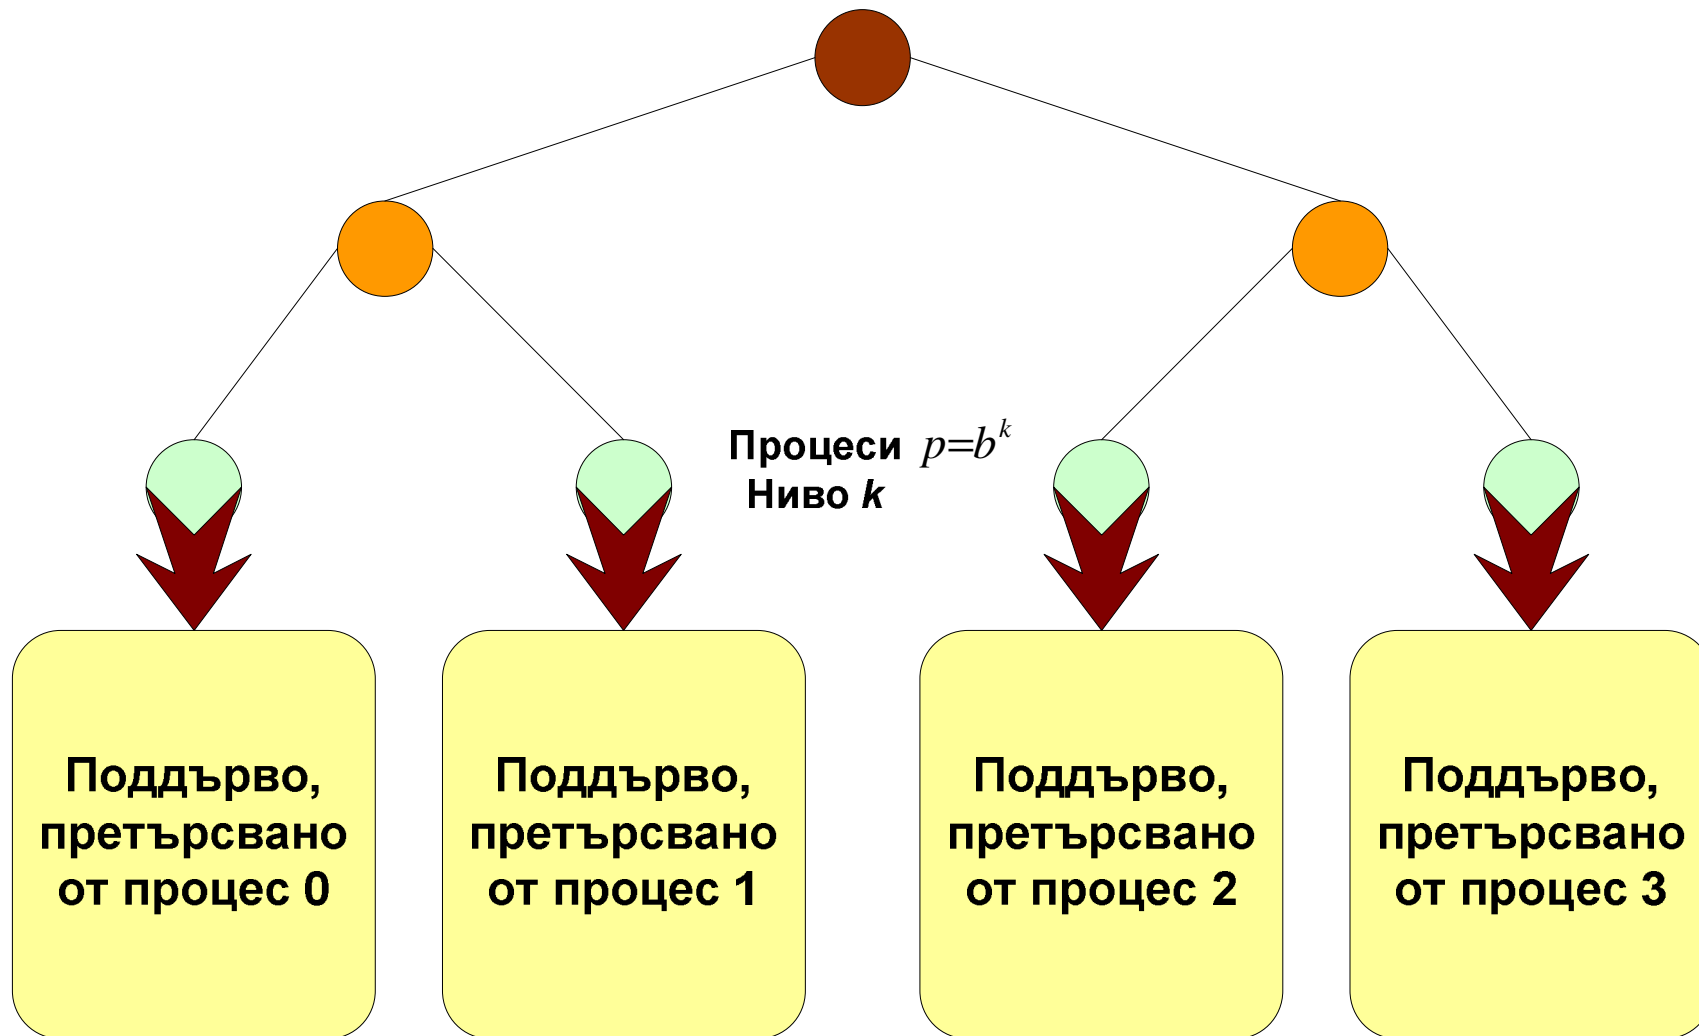 Процеси p=b^k
Ниво k
Поддърво,
претърсвано
от процес 0
Поддърво,
претърсвано
от процес 1
Поддърво,
претърсвано
от процес 2
Поддърво,
претърсвано
от процес 3